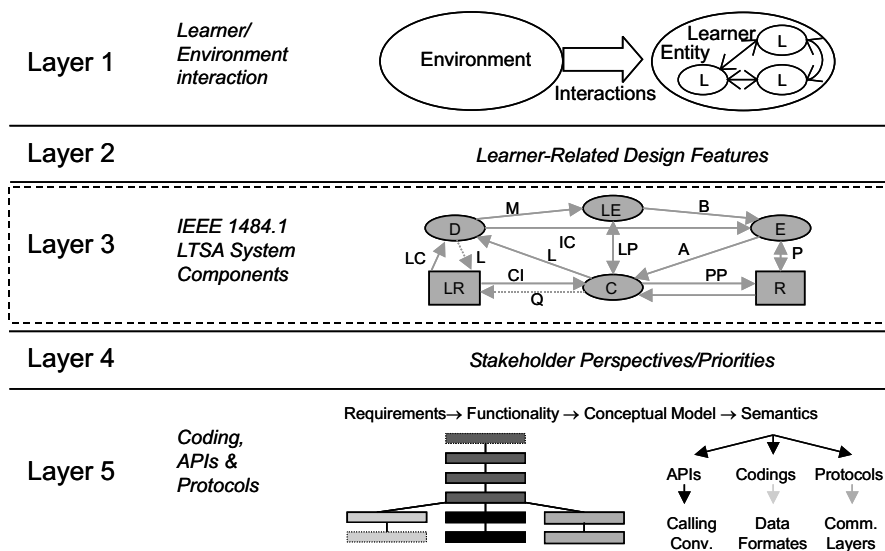 Layer 1
Learner/
Environment
interaction
Environment
Interactions
Learner
Entity
L
L
L
Layer 2
Learner-Related Design Features
Layer 3
IEEE 1484.1
LTSA System
Components
D
M
LE
B
E
IC
LC
L
L
LP
A
P
LR
CI
Q
C
PP
R
Layer 4
Stakeholder Perspectives/Priorities
Layer 5
Coding,
APIs &
Protocols
Requirements→ Functionality → Conceptual Model → Semantics
APIs
Codings
Protocols
Calling
Conv.
Data
Formates
Comm.
Layers